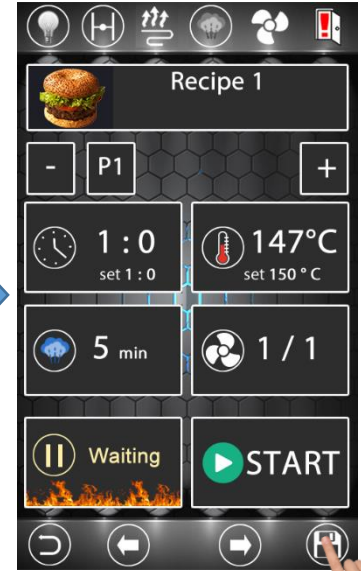 Recipe 1
- P1 +
1 : 0
set 1 : 0
147°C
set 150 ° C
5 min
1 / 1
Waiting
START